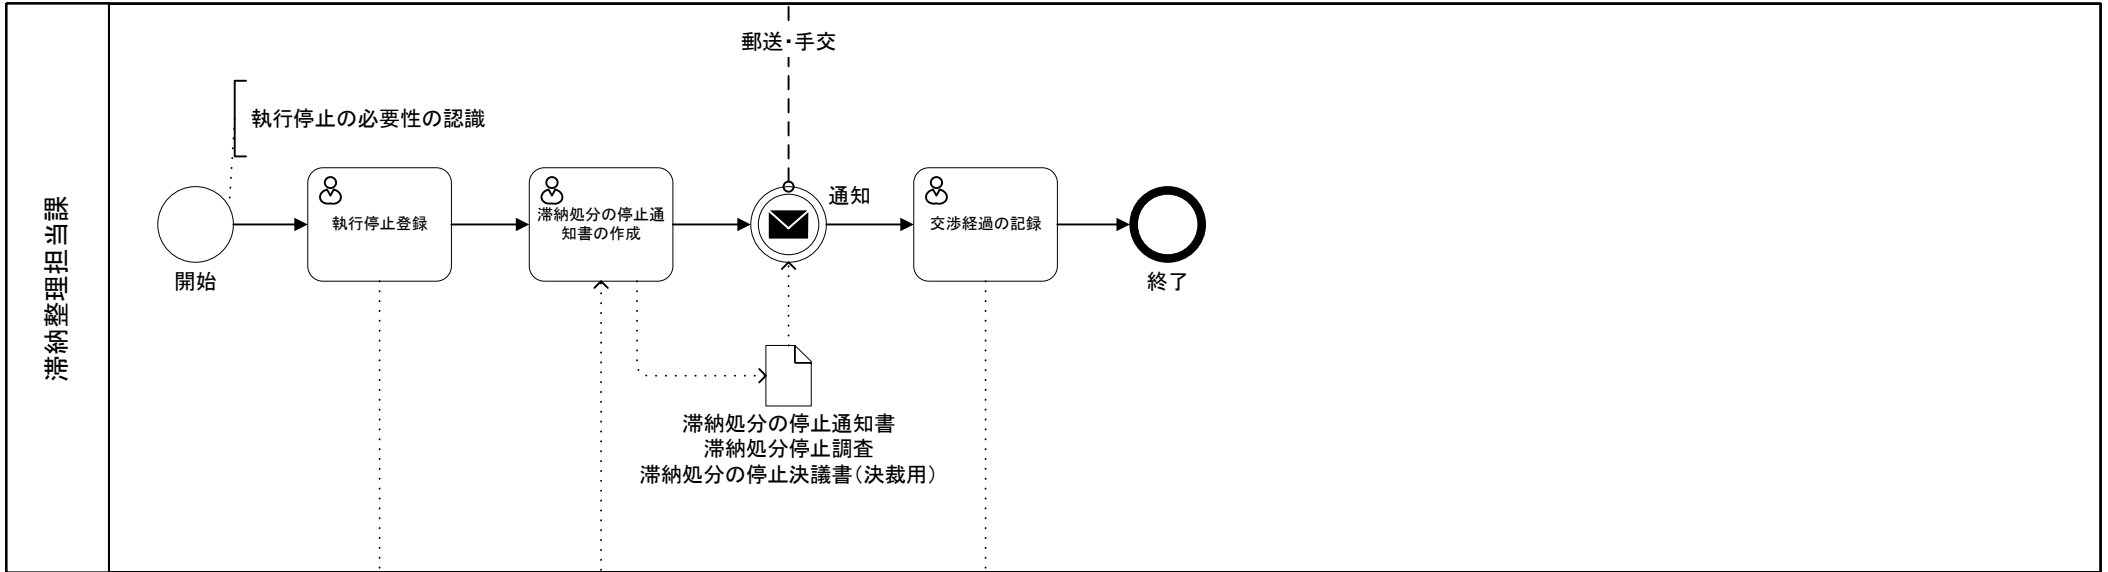 滞納整理担当課
郵送・手交
執行停止の必要性の認識
開始
執行停止登録
滞納処分の停止通
知書の作成
通知
交渉経過の記録
終了
滞納処分の停止通知書
滞納処分停止調査
滞納処分の停止決議書（決裁用）